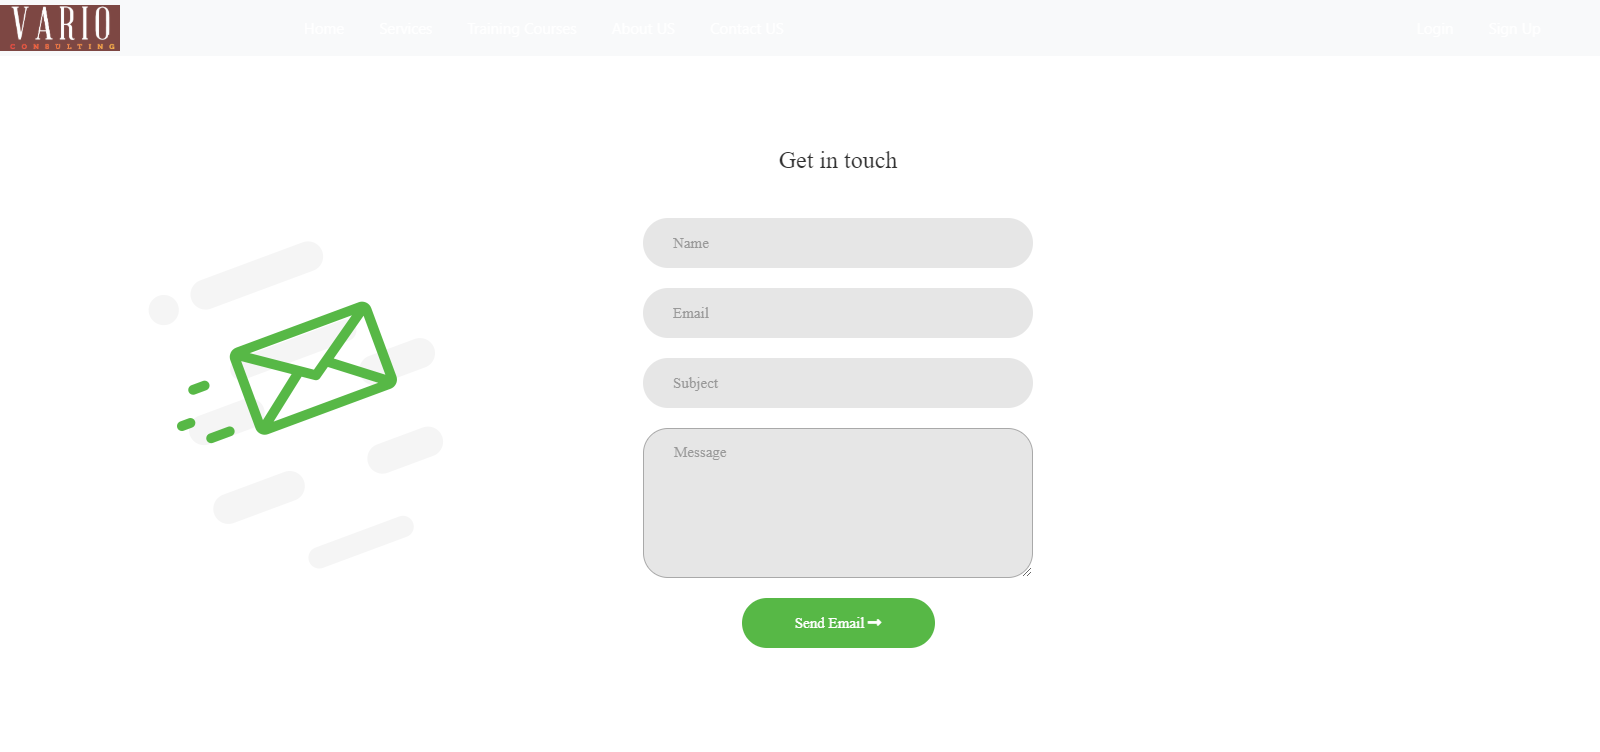 VARIO
CONSULTING
Home Services Training Courses About US Contact US Login Sign Up
Get in touch
Name
Email
Subject
Message
Send Email